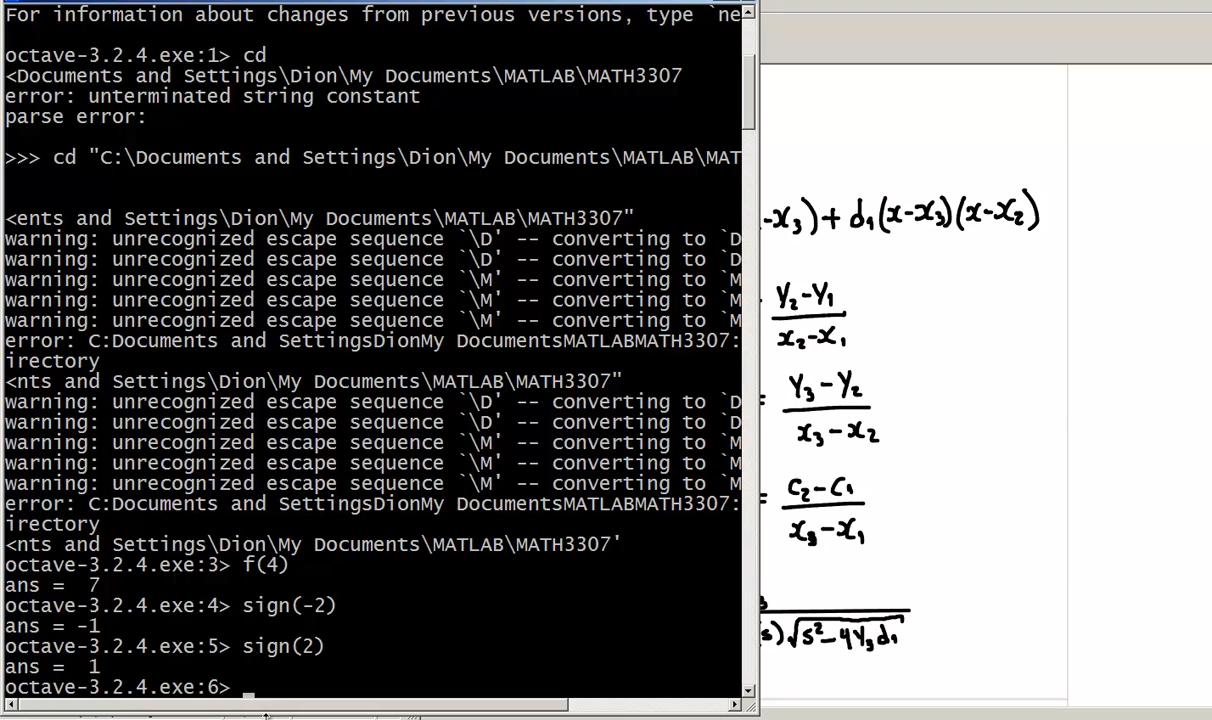 For information about changes from previous versions, type `ne
octave-3.2.4.exe:1> cd
<Documents and Settings\Dion\My Documents\MATLAB\MATH3307
error: unterminated string constant
parse error:
>>> cd "C:\Documents and Settings\Dion\My Documents\MATLAB\MAT
<ents and Settings\Dion\My Documents\MATLAB\MATH3307"
warning: unrecognized escape sequence `\D' -- converting to `D
warning: unrecognized escape sequence `\D' -- converting to `D
warning: unrecognized escape sequence `\M' -- converting to `M
warning: unrecognized escape sequence `\M' -- converting to `M
warning: unrecognized escape sequence `\M' -- converting to `M
error: C:Documents and SettingsDionMy DocumentsMATLABMATH3307:
irectory
<nts and Settings\Dion\My Documents\MATLAB\MATH3307"
warning: unrecognized escape sequence `\D' -- converting to `D
warning: unrecognized escape sequence `\D' -- converting to `D
warning: unrecognized escape sequence `\M' -- converting to `M
warning: unrecognized escape sequence `\M' -- converting to `M
warning: unrecognized escape sequence `\M' -- converting to `M
error: C:Documents and SettingsDionMy DocumentsMATLABMATH3307:
irectory
<nts and Settings\Dion\My Documents\MATLAB\MATH3307'
octave-3.2.4.exe:3> f(4)
ans =  7
octave-3.2.4.exe:4> sign(-2)
ans = -1
octave-3.2.4.exe:5> sign(2)
ans =  1
octave-3.2.4.exe:6>
-x₃) + d₁(x-x₃)(x-x₂)
y₂-y₁
x₂-x₁
= y₃-y₂
x₃-x₂
= c₂-c₁
x₃-x₁
s)√s²-4y₃d₁